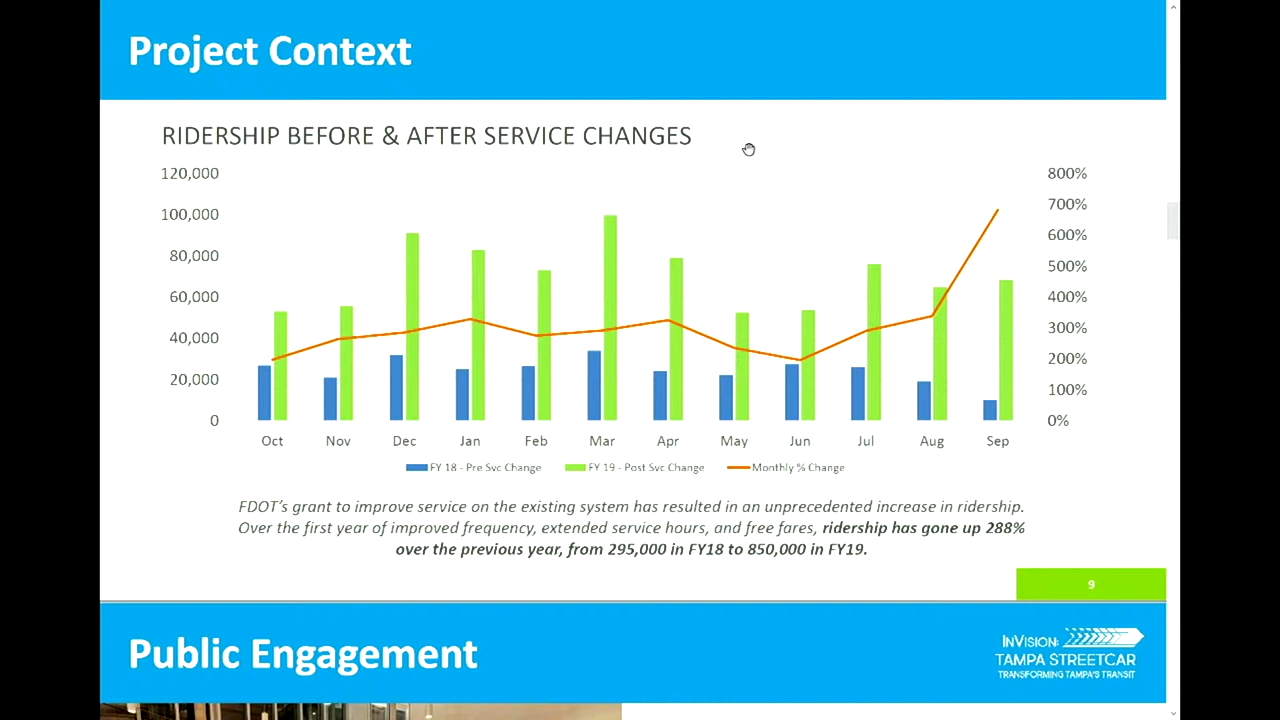 Project Context
RIDERSHIP BEFORE & AFTER SERVICE CHANGES
120,000
100,000
80,000
60,000
40,000
20,000
0
800%
700%
600%
500%
400%
300%
200%
100%
0%
Oct Nov Dec Jan Feb Mar Apr May Jun Jul Aug Sep
FY 18 - Pre Svc Change FY 19 - Post Svc Change Monthly % Change
FDOT's grant to improve service on the existing system has resulted in an unprecedented increase in ridership.
Over the first year of improved frequency, extended service hours, and free fares, ridership has gone up 288%
over the previous year, from 295,000 in FY18 to 850,000 in FY19.
9
Public Engagement
INVISION:
TAMPA STREETCAR
TRANSFORMING TAMPA'S TRANSIT